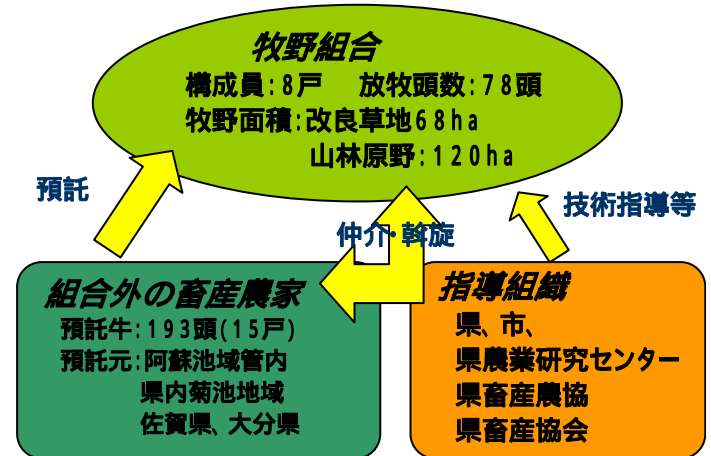 牧野組合
構成員:8戸 放牧頭数:78頭
牧野面積:改良草地68ha
山林原野:120ha
預託
仲介・斡旋
技術指導等
組合外の畜産農家
預託牛:193頭(15戸)
預託元:阿蘇池域管内
県内菊池地域
佐賀県、大分県
指導組織
県、市、
県農業研究センター
県畜産農協
県畜産協会